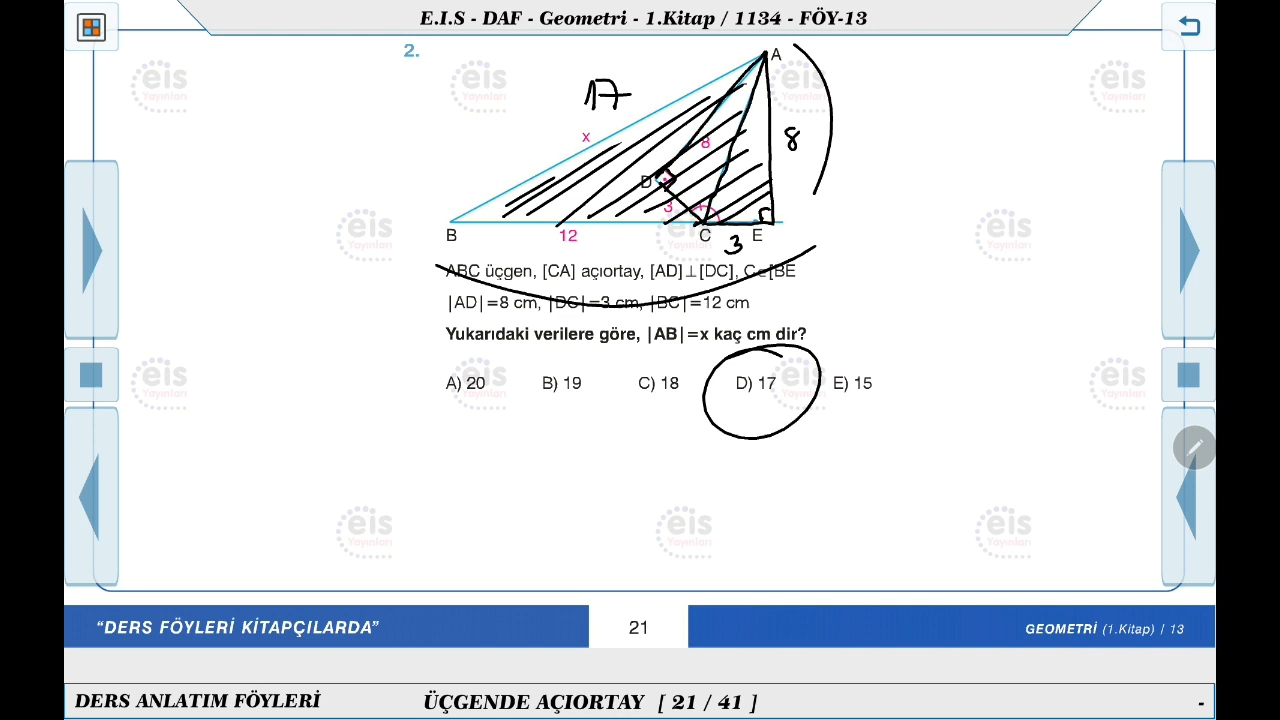 E.I.S - DAF - Geometri - 1.Kitap / 1134 - FÖY-13
2.
A
17
x
8
8
D
3
B
12
C
E
3
ABC üçgen, [CA] açıortay, [AD]⊥[DC], C∈[BE
|AD|=8 cm, |DC|=3 cm, |BC|=12 cm
Yukarıdaki verilere göre, |AB|=x kaç cm dir?
A) 20 B) 19 C) 18 D) 17 E) 15
eis Yayınları
"DERS FÖYLERİ KİTAPÇILARDA"
21
GEOMETRİ (1.Kitap) / 13
DERS ANLATIM FÖYLERİ
ÜÇGENDE AÇIORTAY [ 21 / 41 ]
-